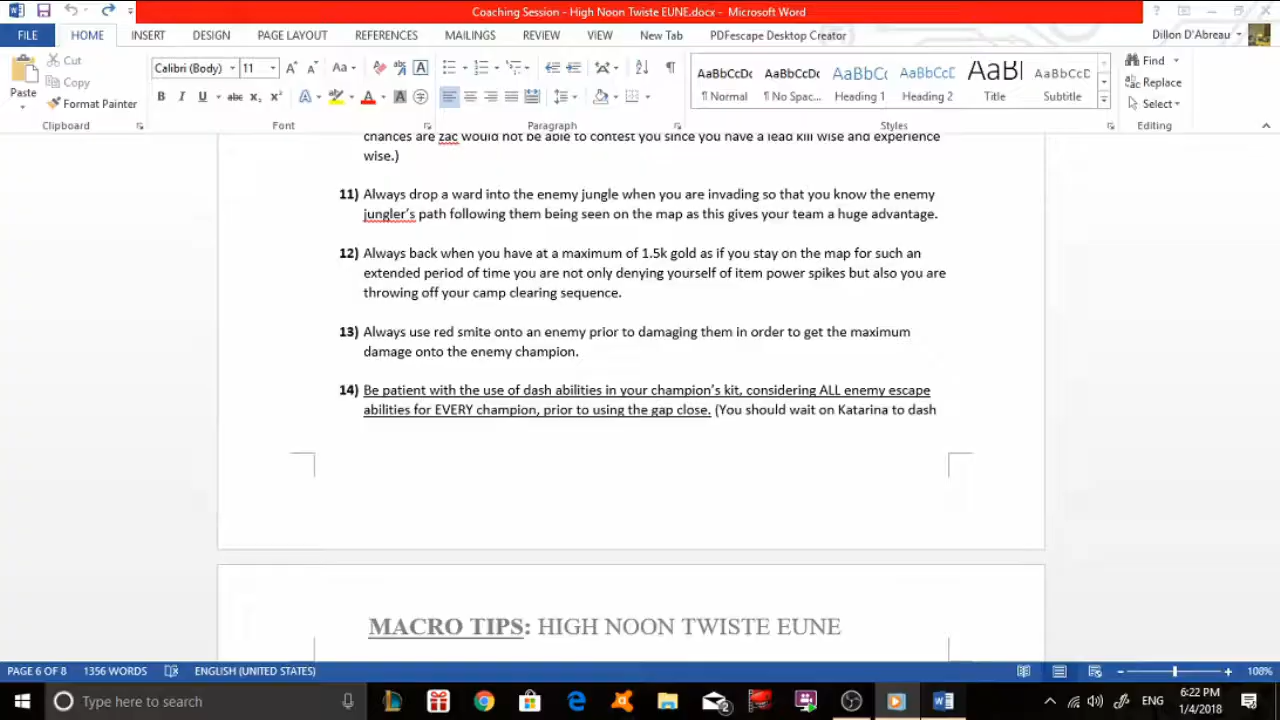 Coaching Session - High Noon Twiste EUNE.docx - Microsoft Word
FILE HOME INSERT DESIGN PAGE LAYOUT REFERENCES MAILINGS REVIEW VIEW New Tab PDFescape Desktop Creator Dillon D'Abreau
Cut
Copy
Format Painter
Paste
Clipboard
Calibri (Body) 11
Font
Paragraph
AaBbCcDc AaBbCcDc AaBbCc AaBbCcD AaBl AaBbCcD
¶ Normal ¶ No Spac... Heading 1 Heading 2 Title Subtitle
Styles
Find
Replace
Select
Editing
chances are zac would not be able to contest you since you have a lead kill wise and experience
wise.)
11) Always drop a ward into the enemy jungle when you are invading so that you know the enemy
jungler's path following them being seen on the map as this gives your team a huge advantage.
12) Always back when you have at a maximum of 1.5k gold as if you stay on the map for such an
extended period of time you are not only denying yourself of item power spikes but also you are
throwing off your camp clearing sequence.
13) Always use red smite onto an enemy prior to damaging them in order to get the maximum
damage onto the enemy champion.
14) Be patient with the use of dash abilities in your champion's kit, considering ALL enemy escape
abilities for EVERY champion, prior to using the gap close. (You should wait on Katarina to dash
MACRO TIPS: HIGH NOON TWISTE EUNE
PAGE 6 OF 8 1356 WORDS ENGLISH (UNITED STATES) 108%
Type here to search
ENG
6:22 PM
1/4/2018